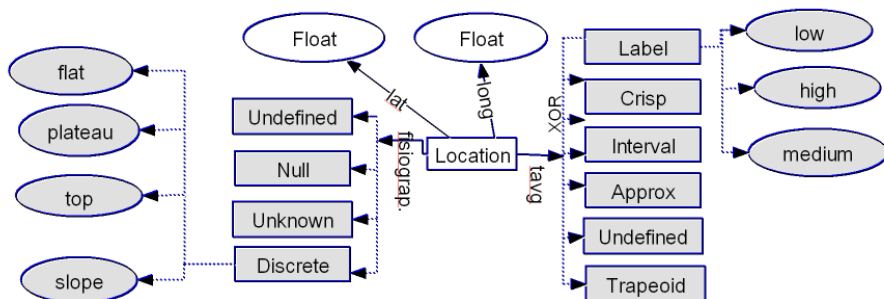 Float
Float
low
Label
flat
high
Crisp
lat
long
XOR
Undefined
plateau
fisiograp.
Location
Interval
medium
Null
tavg
Approx
top
Unknown
Undefined
Discrete
slope
Trapeoid